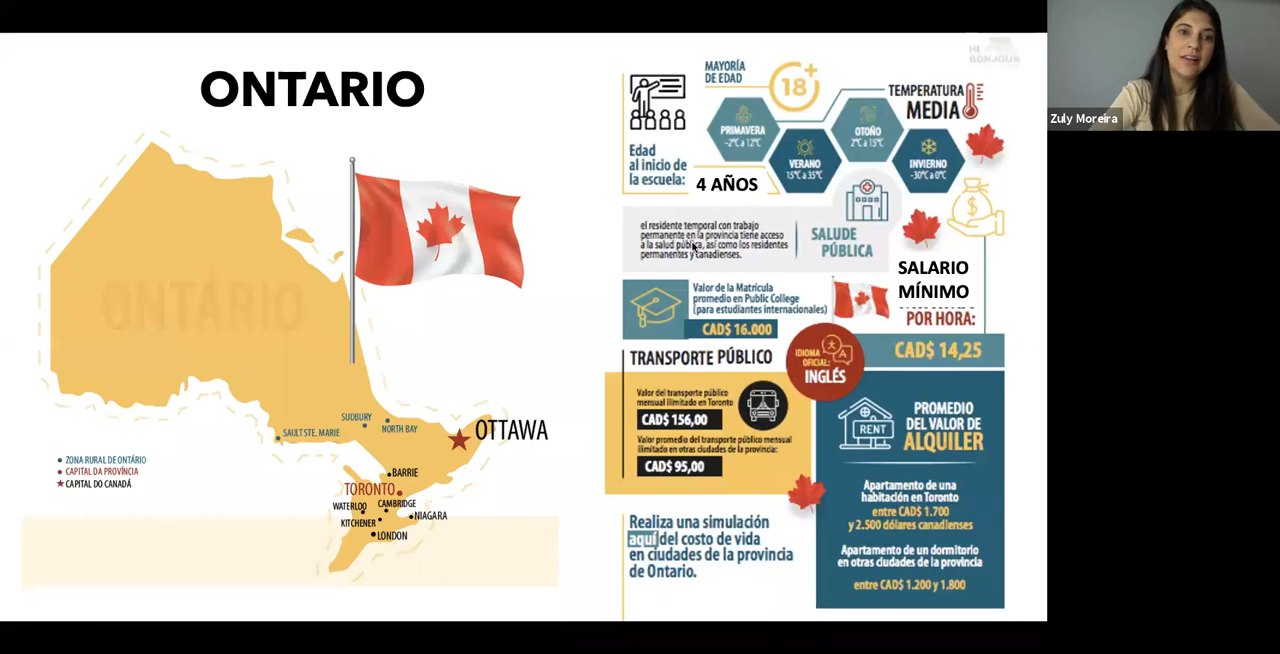 ONTARIO
ONTARIO
SUDBURY
NORTH BAY
SAULT STE. MARIE
OTTAWA
ZONA RURAL DE ONTÁRIO
CAPITAL DA PROVÍNCIA
CAPITAL DO CANADÁ
BARRIE
TORONTO
WATERLOO
CAMBRIDGE
NIAGARA
KITCHENER
LONDON
HI
BONJOUR
MAYORÍA
DE EDAD
18+
TEMPERATURA
MEDIA
PRIMAVERA
-2°C a 12°C
VERANO
15°C a 35°C
OTOÑO
2°C a 15°C
INVIERNO
-30°C a 0°C
Edad
al inicio de
la escuela:
4 AÑOS
el residente temporal con trabajo
permanente en la provincia tiene acceso
a la salud pública, así como los residentes
permanentes y canadienses.
SALUDE
PÚBLICA
$
SALARIO
MÍNIMO
POR HORA:
CAD$ 14,25
Valor de la Matrícula
promedio en Public College
(para estudiantes internacionales)
CAD$ 16.000
IDIOMA
OFICIAL:
INGLÉS
TRANSPORTE PÚBLICO
Valor del transporte público
mensual ilimitado en Toronto
CAD$ 156,00
Valor promedio del transporte público mensual
ilimitado en otras ciudades de la provincia:
CAD$ 95,00
RENT
PROMEDIO
DEL VALOR DE
ALQUILER
Apartamento de una
habitación en Toronto
entre CAD$ 1.700
y 2.500 dólares canadienses
Apartamento de un dormitorio
en otras ciudades de la provincia
entre CAD$ 1.200 y 1.800
Realiza una simulación
aquí del costo de vida
en ciudades de la provincia
de Ontario.
Zuly Moreira